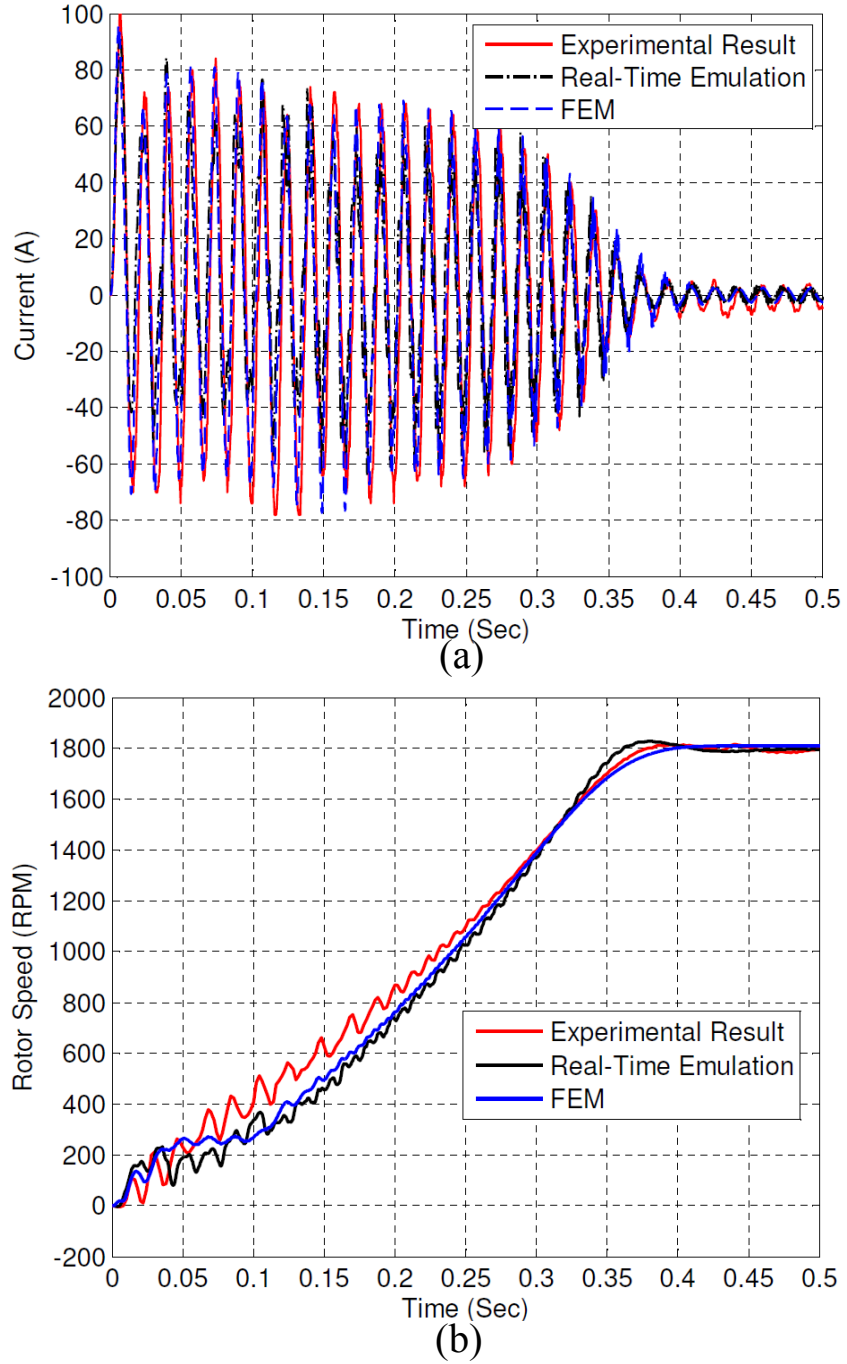 100
80
60
40
20
0
-20
-40
-60
-80
-100
Current (A)
Experimental Result
Real-Time Emulation
FEM
0 0.05 0.1 0.15 0.2 0.25 0.3 0.35 0.4 0.45 0.5
Time (Sec)
(a)
2000
1800
1600
1400
1200
1000
800
600
400
200
0
-200
Rotor Speed (RPM)
Experimental Result
Real-Time Emulation
FEM
0 0.05 0.1 0.15 0.2 0.25 0.3 0.35 0.4 0.45 0.5
Time (Sec)
(b)